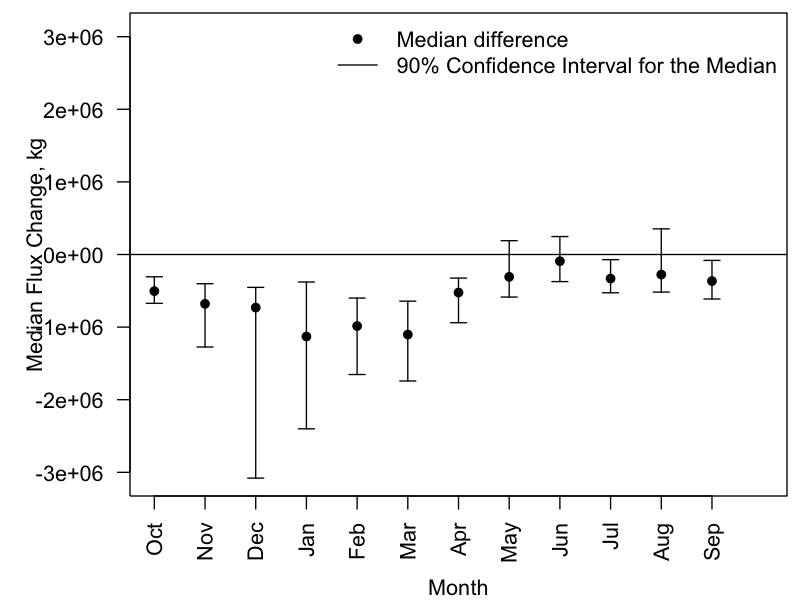 Median difference
90% Confidence Interval for the Median
Median Flux Change, kg
3e+06
2e+06
1e+06
0e+00
-1e+06
-2e+06
-3e+06
Oct
Nov
Dec
Jan
Feb
Mar
Apr
May
Jun
Jul
Aug
Sep
Month